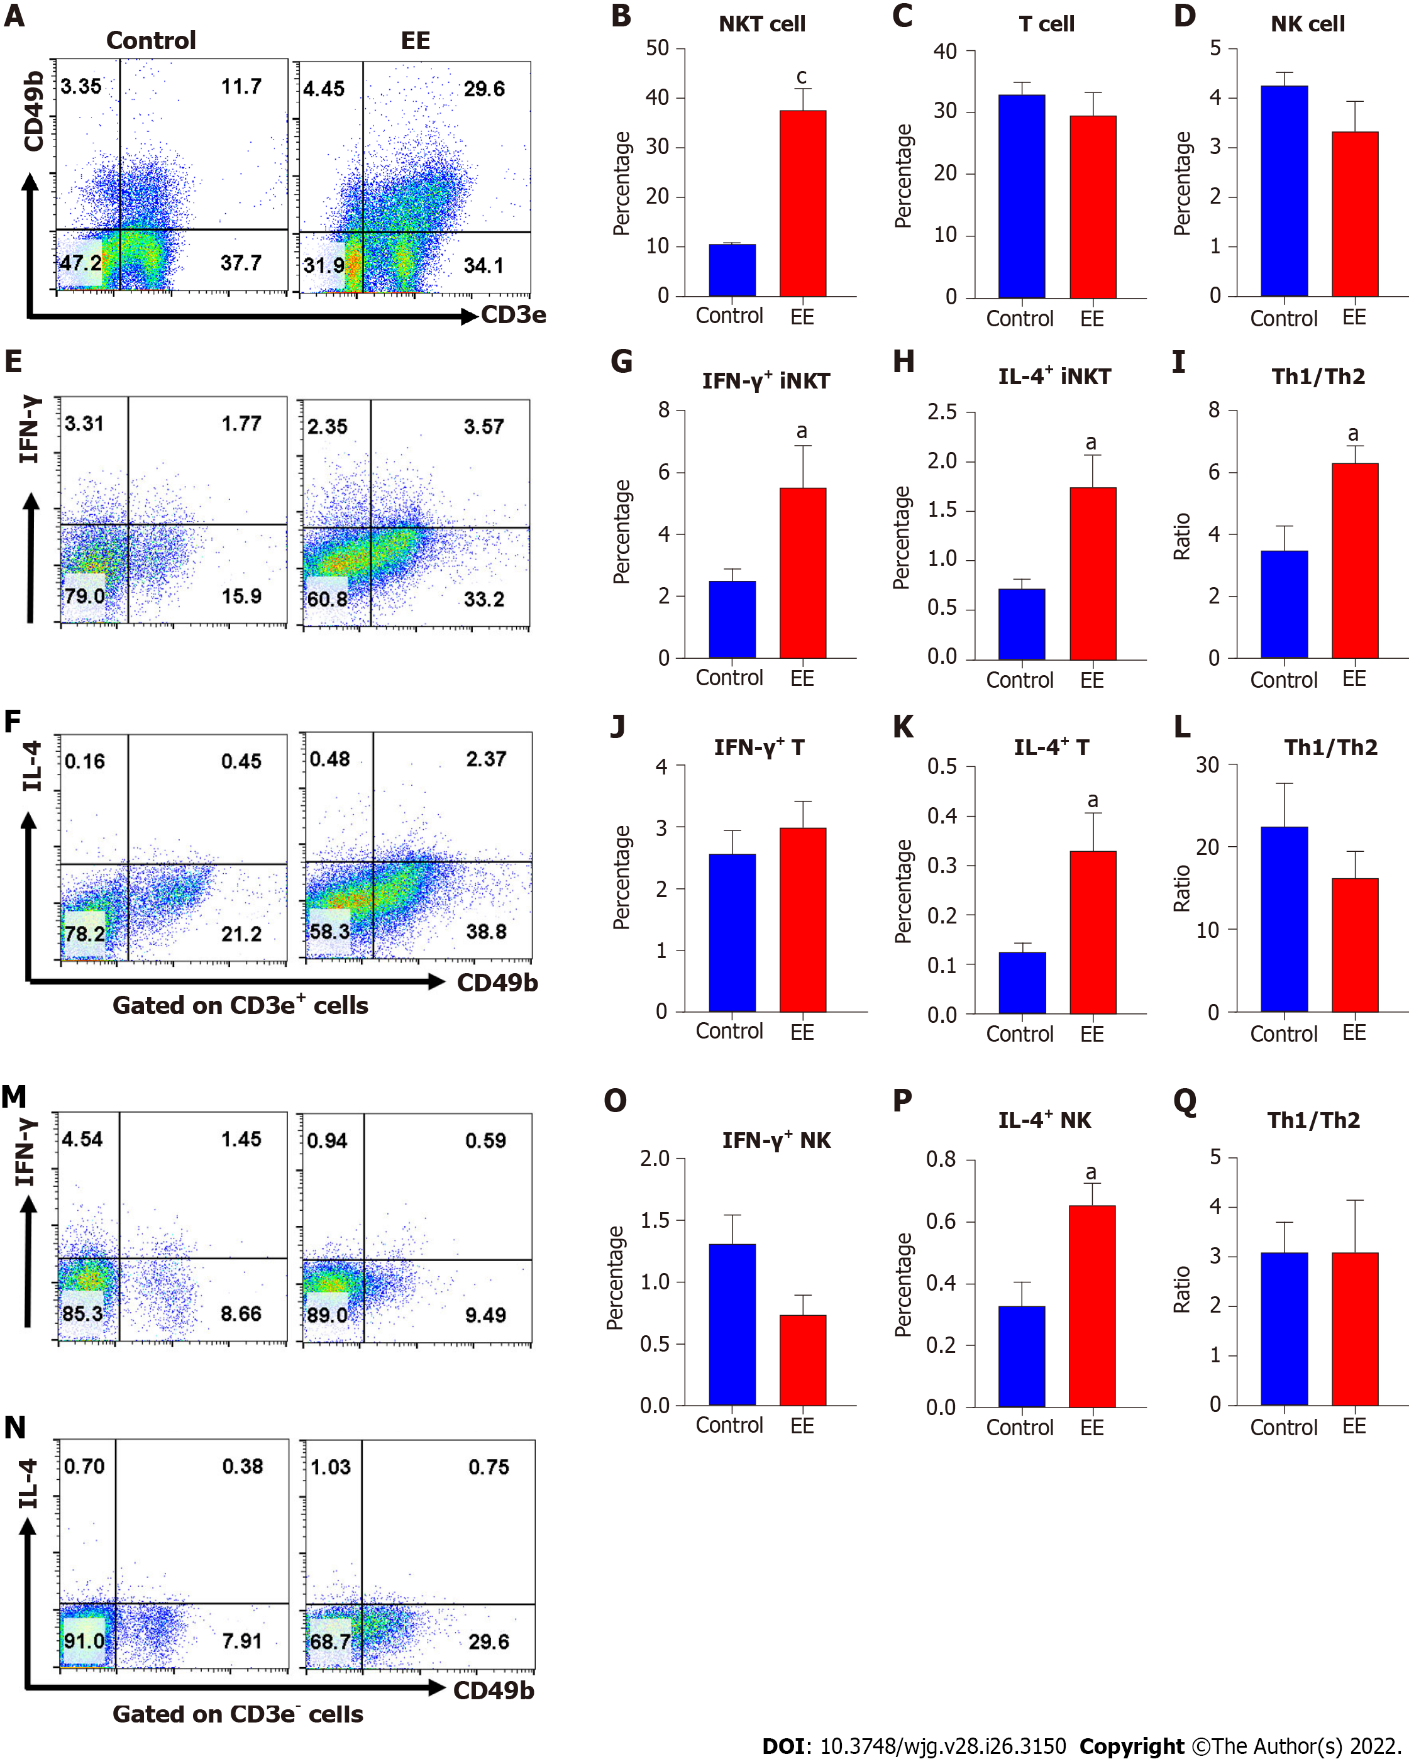 A
Control
EE
CD49b
3.35
11.7
47.2
37.7
4.45
29.6
31.9
34.1
CD3e
B
NKT cell
Percentage
50
40
30
20
10
0
c
Control
EE
C
T cell
Percentage
40
30
20
10
0
Control
EE
D
NK cell
Percentage
5
4
3
2
1
0
Control
EE
E
IFN-γ
3.31
1.77
79.0
15.9
2.35
3.57
60.8
33.2
G
IFN-γ⁺ iNKT
Percentage
8
6
4
2
0
a
Control
EE
H
IL-4⁺ iNKT
Percentage
2.5
2.0
1.5
1.0
0.5
0.0
a
Control
EE
I
Th1/Th2
Ratio
8
6
4
2
0
a
Control
EE
F
IL-4
0.16
0.45
78.2
21.2
0.48
2.37
58.3
38.8
CD49b
Gated on CD3e⁺ cells
J
IFN-γ⁺ T
Percentage
4
3
2
1
0
Control
EE
K
IL-4⁺ T
Percentage
0.5
0.4
0.3
0.2
0.1
0.0
a
Control
EE
L
Th1/Th2
Ratio
30
20
10
0
Control
EE
M
IFN-γ
4.54
1.45
85.3
8.66
0.94
0.59
89.0
9.49
O
IFN-γ⁺ NK
Percentage
2.0
1.5
1.0
0.5
0.0
Control
EE
P
IL-4⁺ NK
Percentage
0.8
0.6
0.4
0.2
0.0
a
Control
EE
Q
Th1/Th2
Ratio
5
4
3
2
1
0
Control
EE
N
IL-4
0.70
0.38
91.0
7.91
1.03
0.75
68.7
29.6
CD49b
Gated on CD3e⁻ cells
DOI: 10.3748/wjg.v28.i26.3150 Copyright ©The Author(s) 2022.